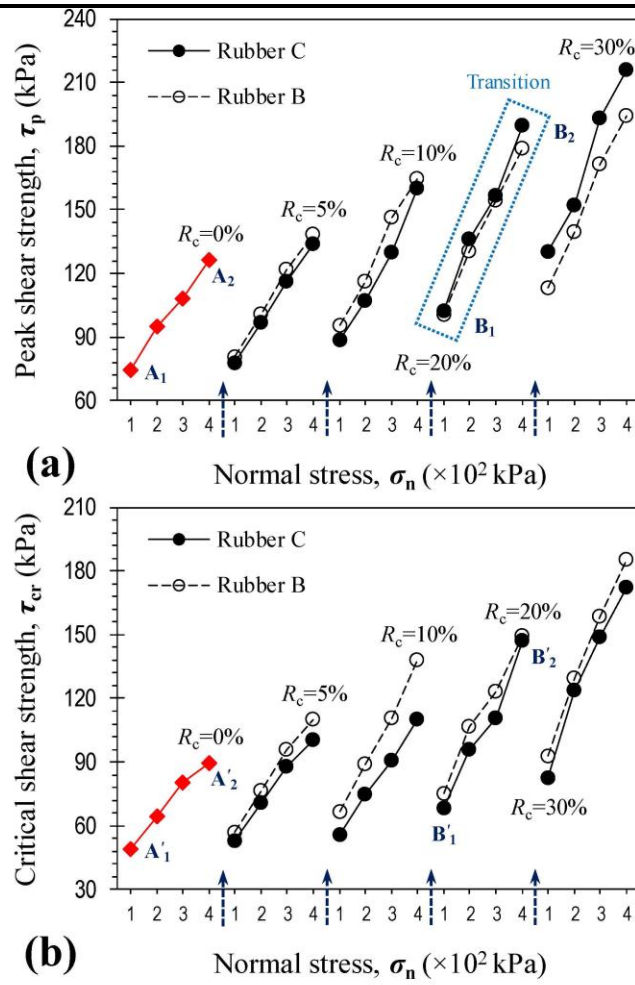 240
210
180
150
120
90
60
Peak shear strength, τp (kPa)
Rubber C
Rubber B
Rc=0%
A1
A2
Rc=5%
Rc=10%
Transition
B1
B2
Rc=20%
Rc=30%
1 2 3 4 1 2 3 4 1 2 3 4 1 2 3 4 1 2 3 4
(a)
Normal stress, σn (×10² kPa)
210
180
150
120
90
60
30
Critical shear strength, τcr (kPa)
Rubber C
Rubber B
Rc=0%
A′1
A′2
Rc=5%
Rc=10%
Rc=20%
B′2
B′1
Rc=30%
1 2 3 4 1 2 3 4 1 2 3 4 1 2 3 4 1 2 3 4
(b)
Normal stress, σn (×10² kPa)